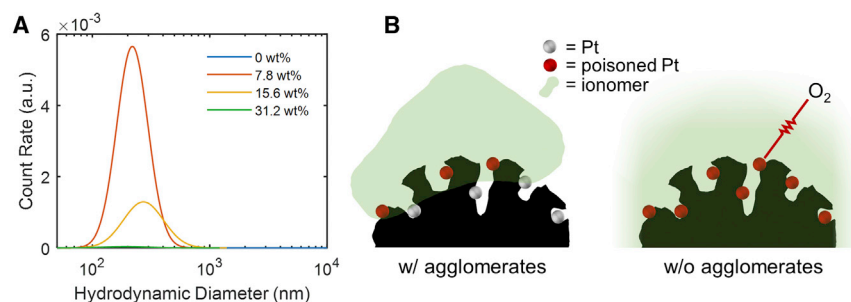 A
×10⁻³
6
4
2
0
Count Rate (a.u.)
0 wt%
7.8 wt%
15.6 wt%
31.2 wt%
10²
10³
10⁴
Hydrodynamic Diameter (nm)
B
= Pt
= poisoned Pt
= ionomer
O₂
w/ agglomerates
w/o agglomerates